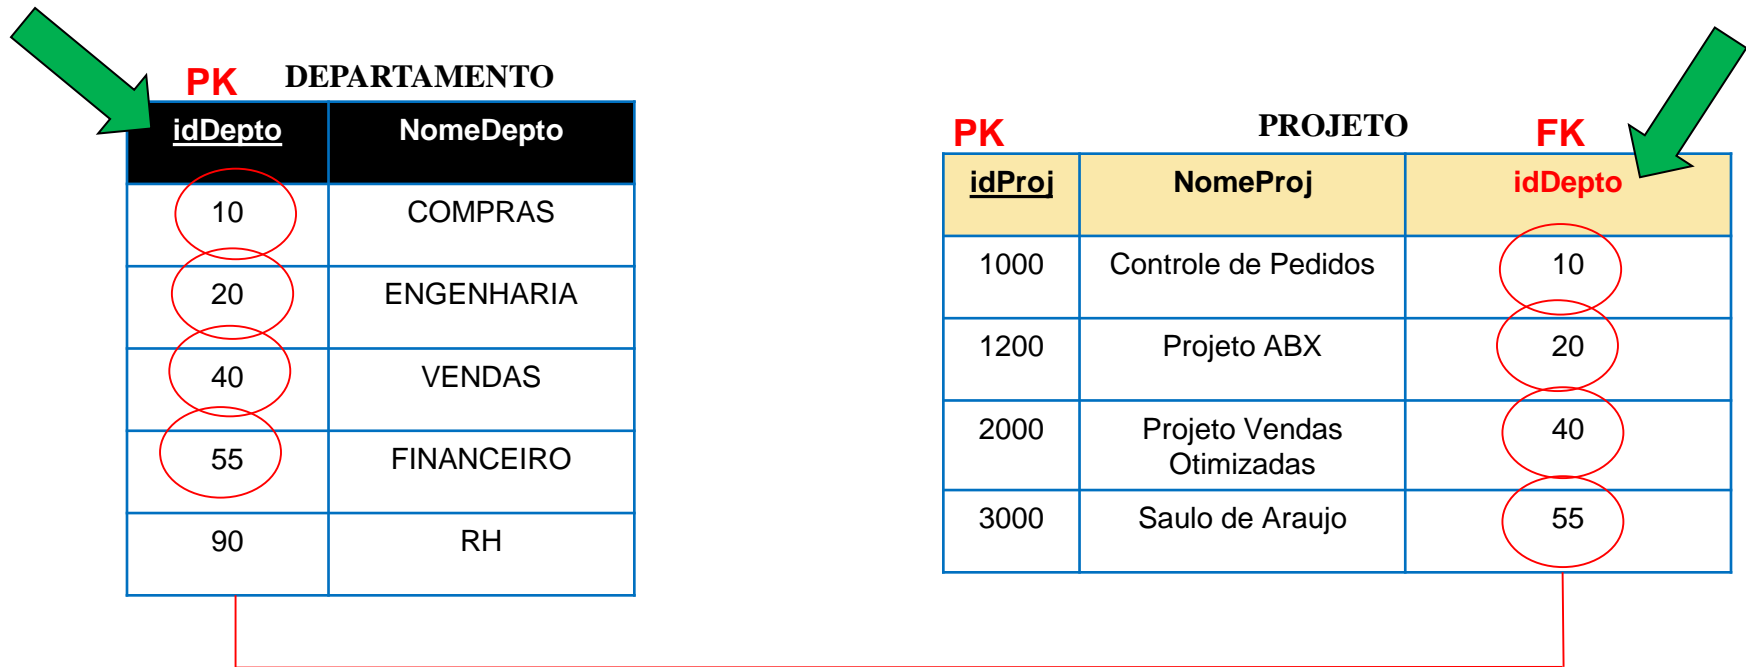 PK DEPARTAMENTO
idDepto NomeDepto
10 COMPRAS
20 ENGENHARIA
40 VENDAS
55 FINANCEIRO
90 RH
PK PROJETO FK
idProj NomeProj idDepto
1000 Controle de Pedidos 10
1200 Projeto ABX 20
2000 Projeto Vendas 40
Otimizadas
3000 Saulo de Araujo 55